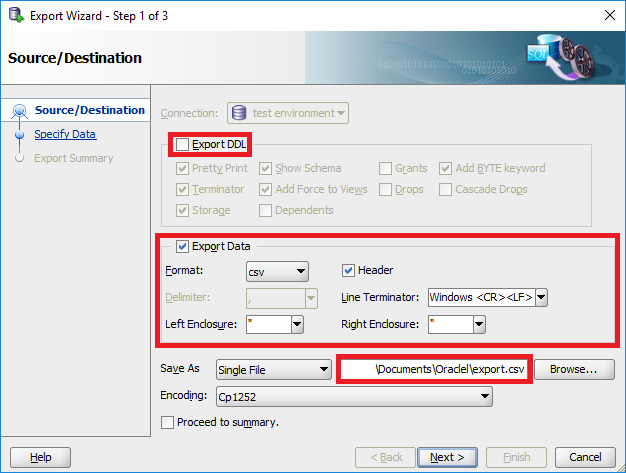 Export Wizard - Step 1 of 3
Source/Destination
SQL
Source/Destination
Specify Data
Export Summary
Connection: test environment
Export DDL
Pretty Print Show Schema Grants Add BYTE keyword
Terminator Add Force to Views Drops Cascade Drops
Storage Dependents
Export Data
Format: csv Header
Delimiter: , Line Terminator: Windows <CR><LF>
Left Enclosure: " Right Enclosure: "
Save As Single File \Documents\Oraclel\export.csv Browse...
Encoding: Cp1252
Proceed to summary.
Help < Back Next > Finish Cancel